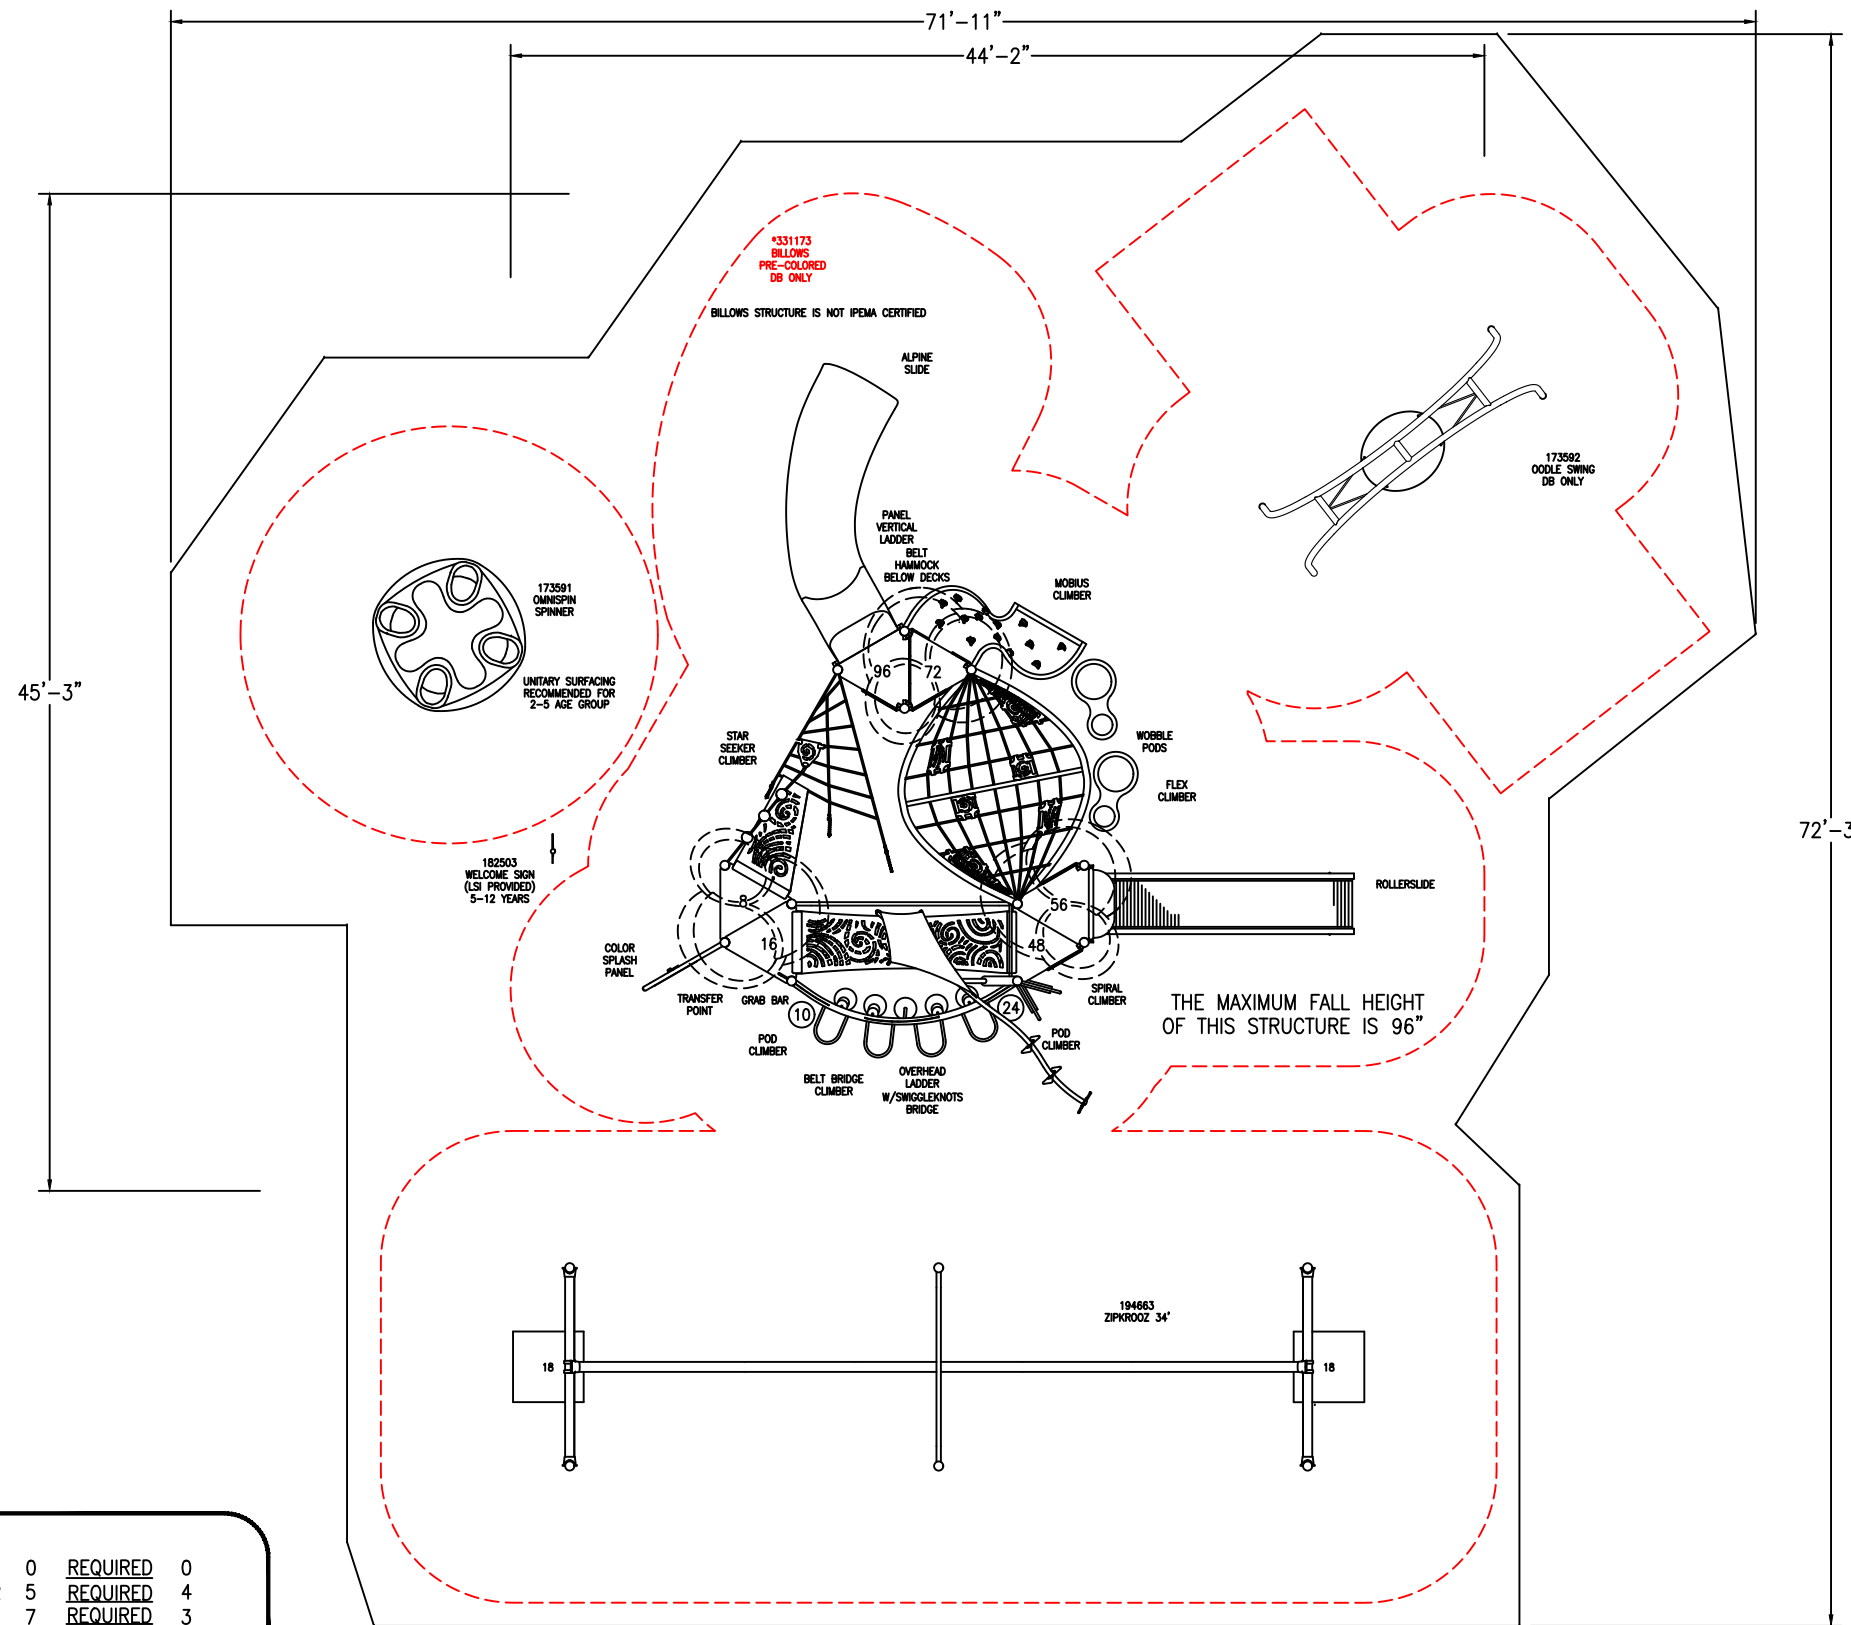 71'-11"
44'-2"
*331173
BILLOWS
PRE-COLORED
DB ONLY
BILLOWS STRUCTURE IS NOT IPEMA CERTIFIED
ALPINE
SLIDE
173592
OODLE SWING
DB ONLY
PANEL
VERTICAL
LADDER
BELT
HAMMOCK
BELOW DECKS
MOBIUS
CLIMBER
173591
OMNISPIN
SPINNER
UNITARY SURFACING
RECOMMENDED FOR
2-5 AGE GROUP
45'-3"
96
72
STAR
SEEKER
CLIMBER
WOBBLE
PODS
FLEX
CLIMBER
72'-3
182503
WELCOME SIGN
(LSI PROVIDED)
5-12 YEARS
ROLLERSLIDE
8
56
16
48
COLOR
SPLASH
PANEL
TRANSFER
POINT
GRAB BAR
10
24
SPIRAL
CLIMBER
THE MAXIMUM FALL HEIGHT
OF THIS STRUCTURE IS 96"
POD
CLIMBER
POD
CLIMBER
BELT BRIDGE
CLIMBER
OVERHEAD
LADDER
W/SWIGGLEKNOTS
BRIDGE
194663
ZIPKROOZ 34'
18
18
0 REQUIRED 0
5 REQUIRED 4
7 REQUIRED 3